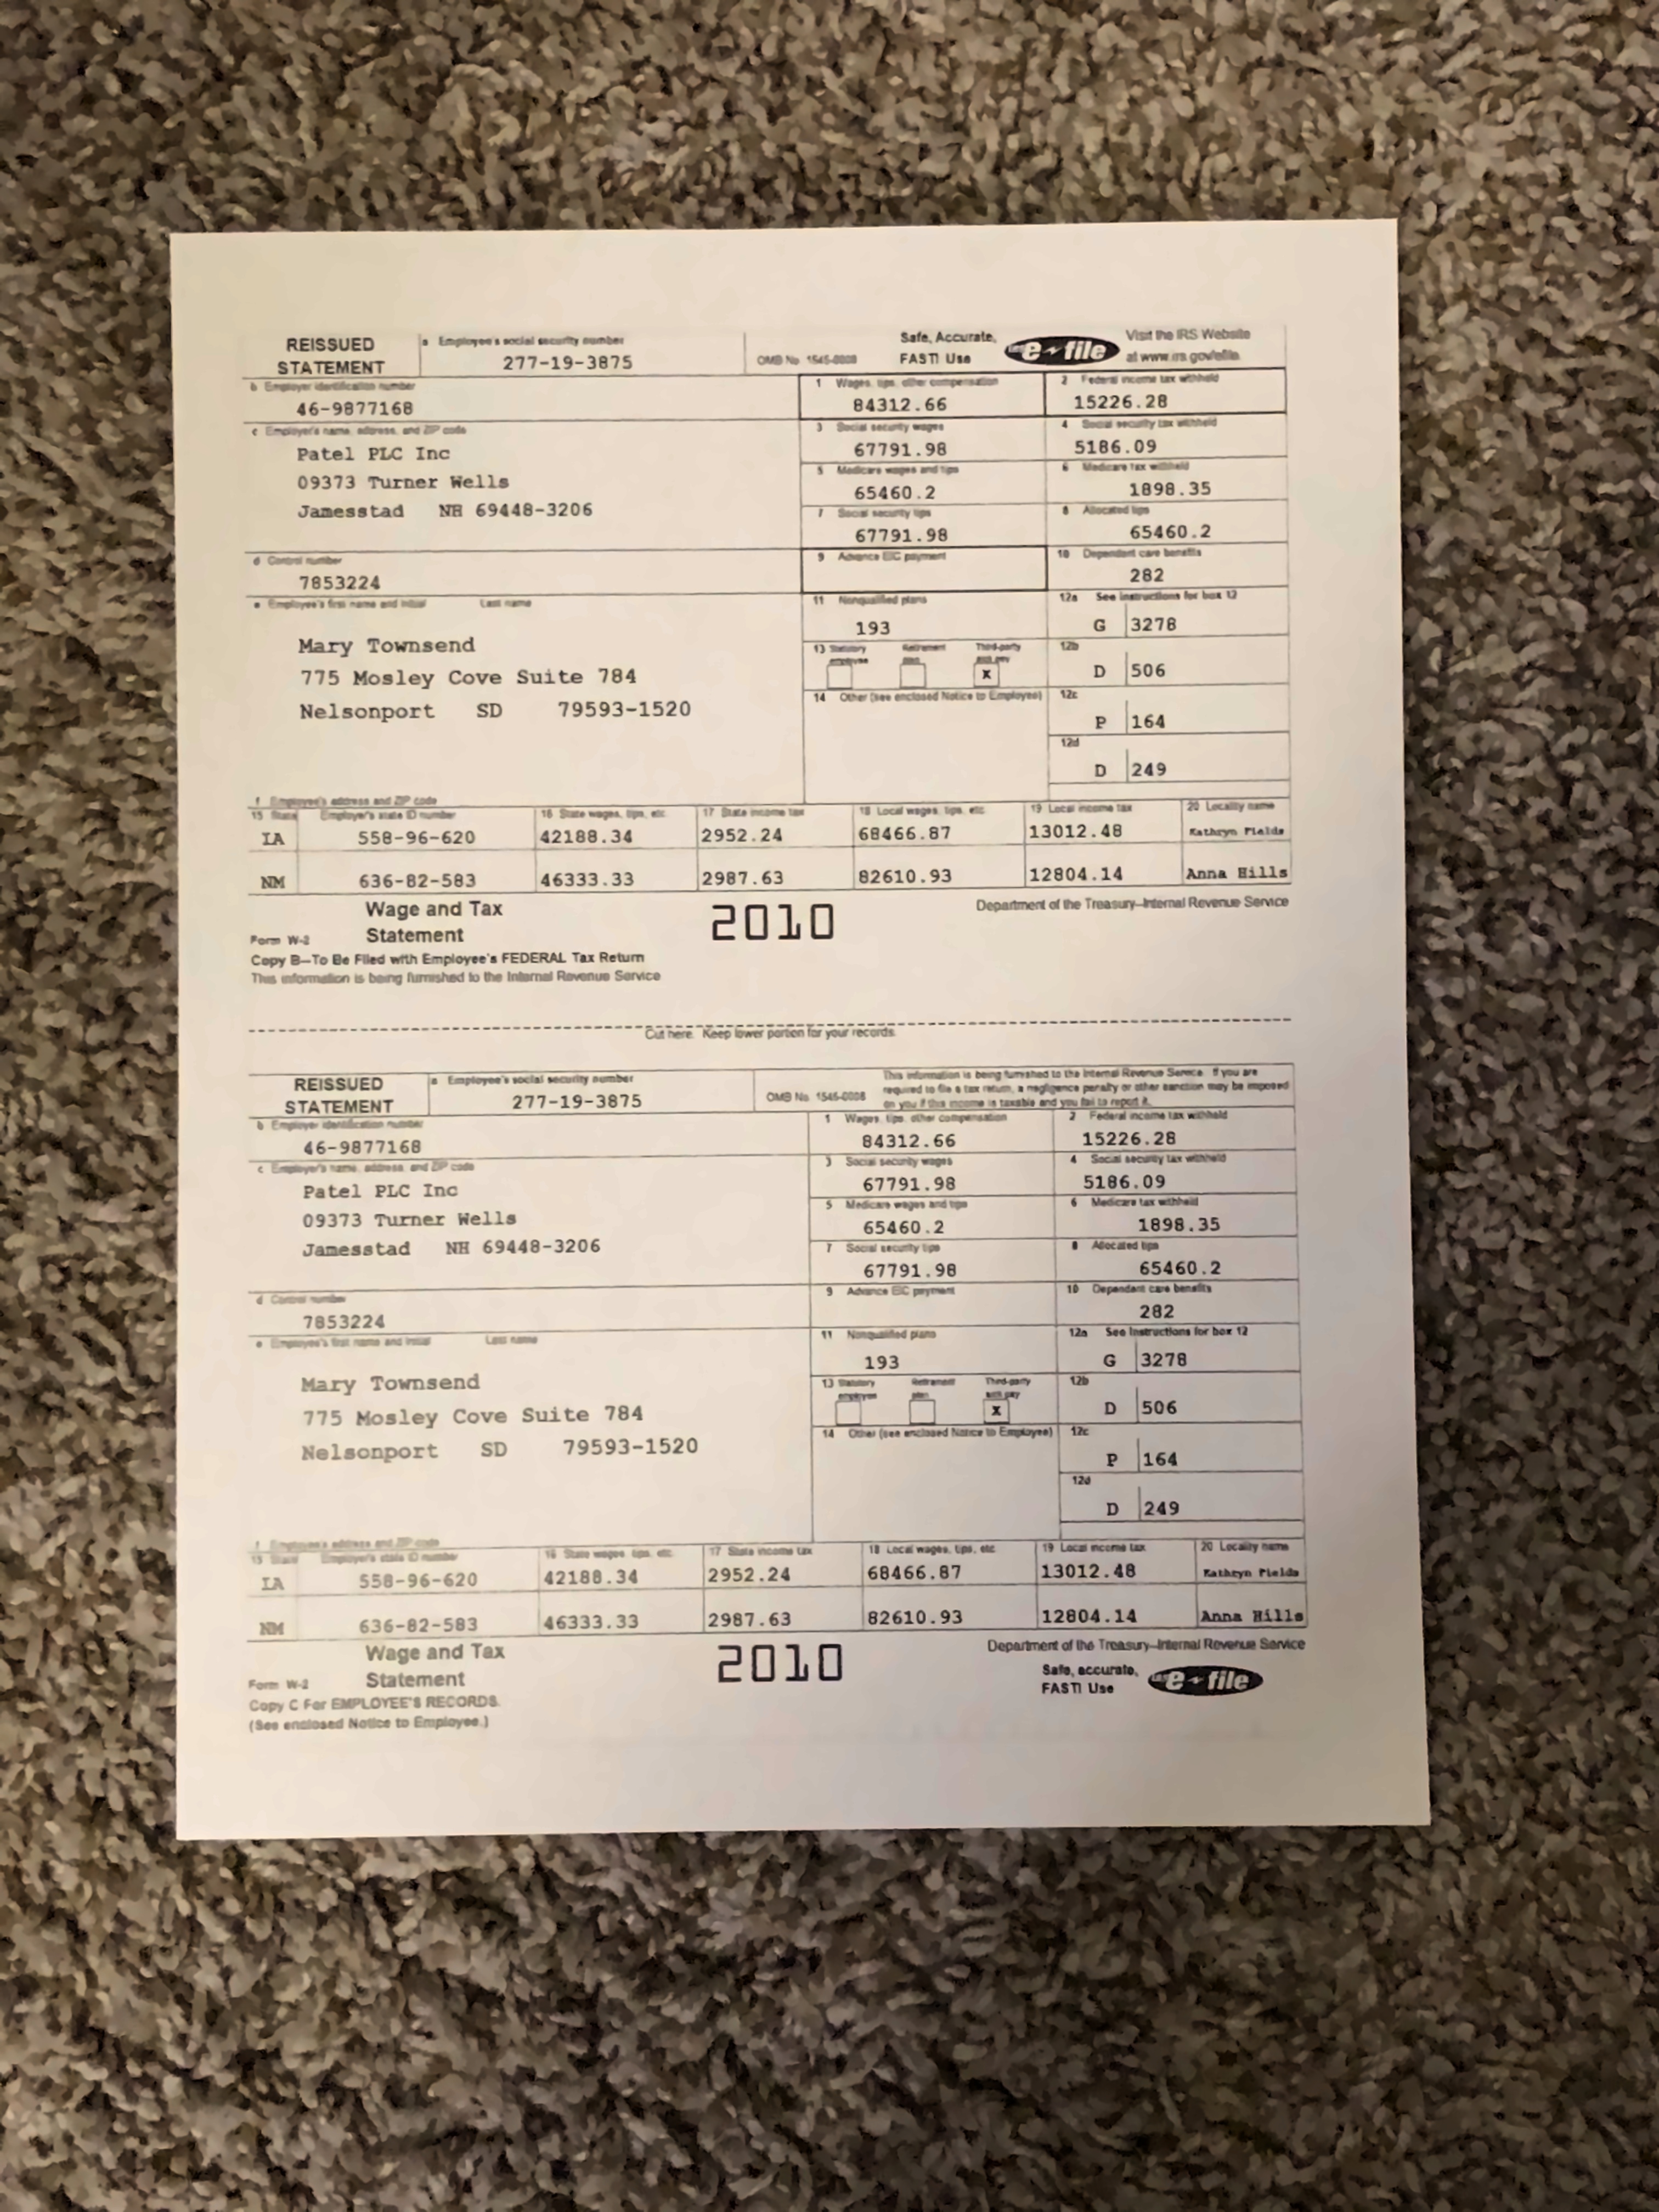 REISSUED STATEMENT
a Employee's social security number
277-19-3875
OMB No. 1545-0008
Safe, Accurate, FAST! Use
e file
Visit the IRS Website at www.irs.gov/efile.
b Employer identification number
46-9877168
1 Wages, tips, other compensation
84312.66
2 Federal income tax withheld
15226.28
c Employer's name, address, and ZIP code
Patel PLC Inc
09373 Turner Wells
Jamesstad NH 69448-3206
3 Social security wages
67791.98
4 Social security tax withheld
5186.09
5 Medicare wages and tips
65460.2
6 Medicare tax withheld
1898.35
7 Social security tips
67791.98
8 Allocated tips
65460.2
d Control number
7853224
9 Advance EIC payment
10 Dependent care benefits
282
e Employee's first name and initial Last name
Mary Townsend
775 Mosley Cove Suite 784
Nelsonport SD 79593-1520
11 Nonqualified plans
193
12a See Instructions for box 12
G 3278
13 Statutory employee Retirement plan Third-party sick pay
x
12b
D 506
14 Other (see enclosed Notice to Employee)
12c
P 164
12d
D 249
f Employee's address and ZIP code
15 State Employer's state ID number 16 State wages, tips, etc. 17 State income tax 18 Local wages, tips, etc. 19 Local income tax 20 Locality name
IA 558-96-620 42188.34 2952.24 68466.87 13012.48 Kathryn Fields
NM 636-82-583 46333.33 2987.63 82610.93 12804.14 Anna Hills
Form W-2 Wage and Tax Statement
2010
Department of the Treasury–Internal Revenue Service
Copy B–To Be Filed with Employee's FEDERAL Tax Return
This information is being furnished to the Internal Revenue Service
Cut here. Keep lower portion for your records.
REISSUED STATEMENT
a Employee's social security number
277-19-3875
OMB No. 1545-0008
This information is being furnished to the Internal Revenue Service. If you are
required to file a tax return, a negligence penalty or other sanction may be imposed
on you if this income is taxable and you fail to report it.
b Employer identification number
46-9877168
1 Wages, tips, other compensation
84312.66
2 Federal income tax withheld
15226.28
c Employer's name, address, and ZIP code
Patel PLC Inc
09373 Turner Wells
Jamesstad NH 69448-3206
3 Social security wages
67791.98
4 Social security tax withheld
5186.09
5 Medicare wages and tips
65460.2
6 Medicare tax withheld
1898.35
7 Social security tips
67791.98
8 Allocated tips
65460.2
d Control number
7853224
9 Advance EIC payment
10 Dependent care benefits
282
e Employee's first name and initial Last name
Mary Townsend
775 Mosley Cove Suite 784
Nelsonport SD 79593-1520
11 Nonqualified plans
193
12a See Instructions for box 12
G 3278
13 Statutory employee Retirement plan Third-party sick pay
x
12b
D 506
14 Other (see enclosed Notice to Employee)
12c
P 164
12d
D 249
f Employee's address and ZIP code
15 State Employer's state ID number 16 State wages, tips, etc. 17 State income tax 18 Local wages, tips, etc. 19 Local income tax 20 Locality name
IA 558-96-620 42188.34 2952.24 68466.87 13012.48 Kathryn Fields
NM 636-82-583 46333.33 2987.63 82610.93 12804.14 Anna Hills
Form W-2 Wage and Tax Statement
2010
Department of the Treasury–Internal Revenue Service
Safe, accurate, FAST! Use
e file
Copy C For EMPLOYEE'S RECORDS.
(See enclosed Notice to Employee.)